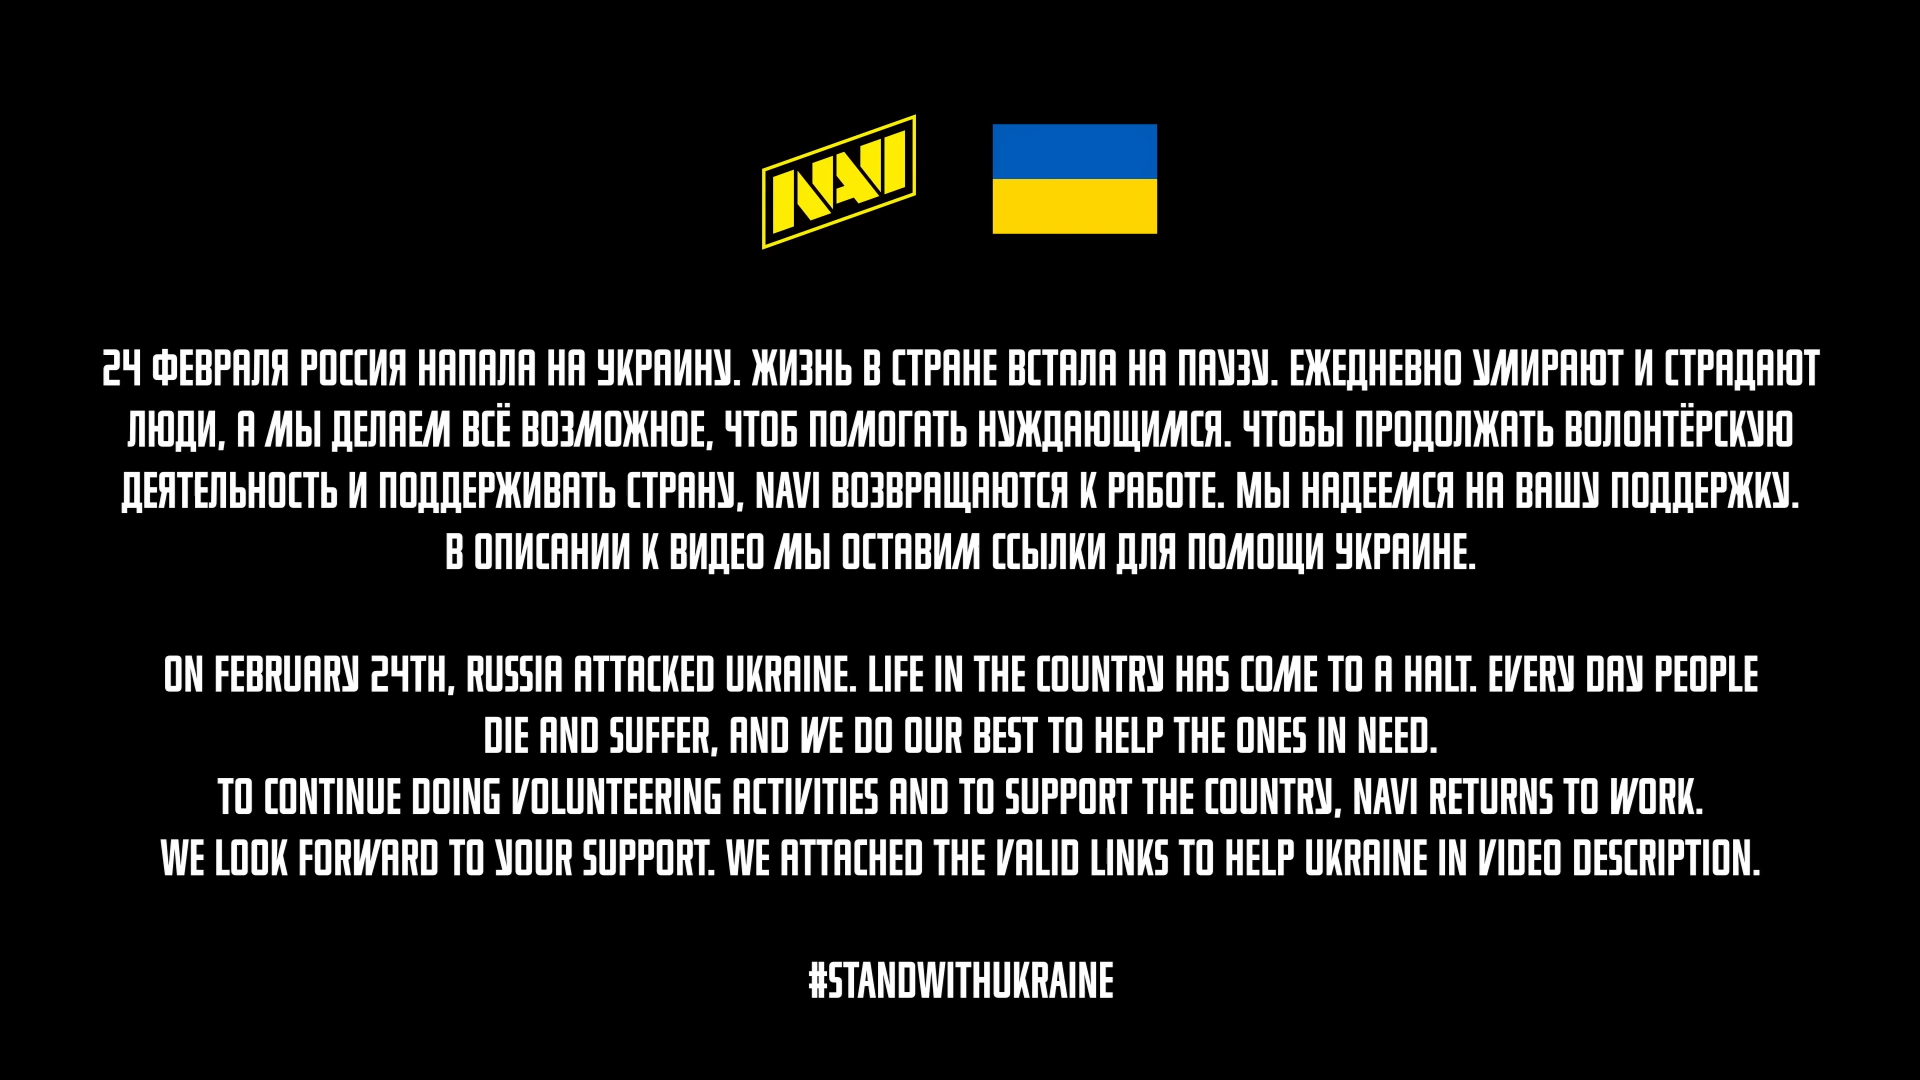 NAVI
24 ФЕВРАЛЯ РОССИЯ НАПАЛА НА УКРАИНУ. ЖИЗНЬ В СТРАНЕ ВСТАЛА НА ПАУЗУ. ЕЖЕДНЕВНО УМИРАЮТ И СТРАДАЮТ
ЛЮДИ, А МЫ ДЕЛАЕМ ВСЁ ВОЗМОЖНОЕ, ЧТОБ ПОМОГАТЬ НУЖДАЮЩИМСЯ. ЧТОБЫ ПРОДОЛЖАТЬ ВОЛОНТЁРСКУЮ
ДЕЯТЕЛЬНОСТЬ И ПОДДЕРЖИВАТЬ СТРАНУ, NAVI ВОЗВРАЩАЮТСЯ К РАБОТЕ. МЫ НАДЕЕМСЯ НА ВАШУ ПОДДЕРЖКУ.
В ОПИСАНИИ К ВИДЕО МЫ ОСТАВИМ ССЫЛКИ ДЛЯ ПОМОЩИ УКРАИНЕ.
ON FEBRUARY 24TH, RUSSIA ATTACKED UKRAINE. LIFE IN THE COUNTRY HAS COME TO A HALT. EVERY DAY PEOPLE
DIE AND SUFFER, AND WE DO OUR BEST TO HELP THE ONES IN NEED.
TO CONTINUE DOING VOLUNTEERING ACTIVITIES AND TO SUPPORT THE COUNTRY, NAVI RETURNS TO WORK.
WE LOOK FORWARD TO YOUR SUPPORT. WE ATTACHED THE VALID LINKS TO HELP UKRAINE IN VIDEO DESCRIPTION.
#STANDWITHUKRAINE